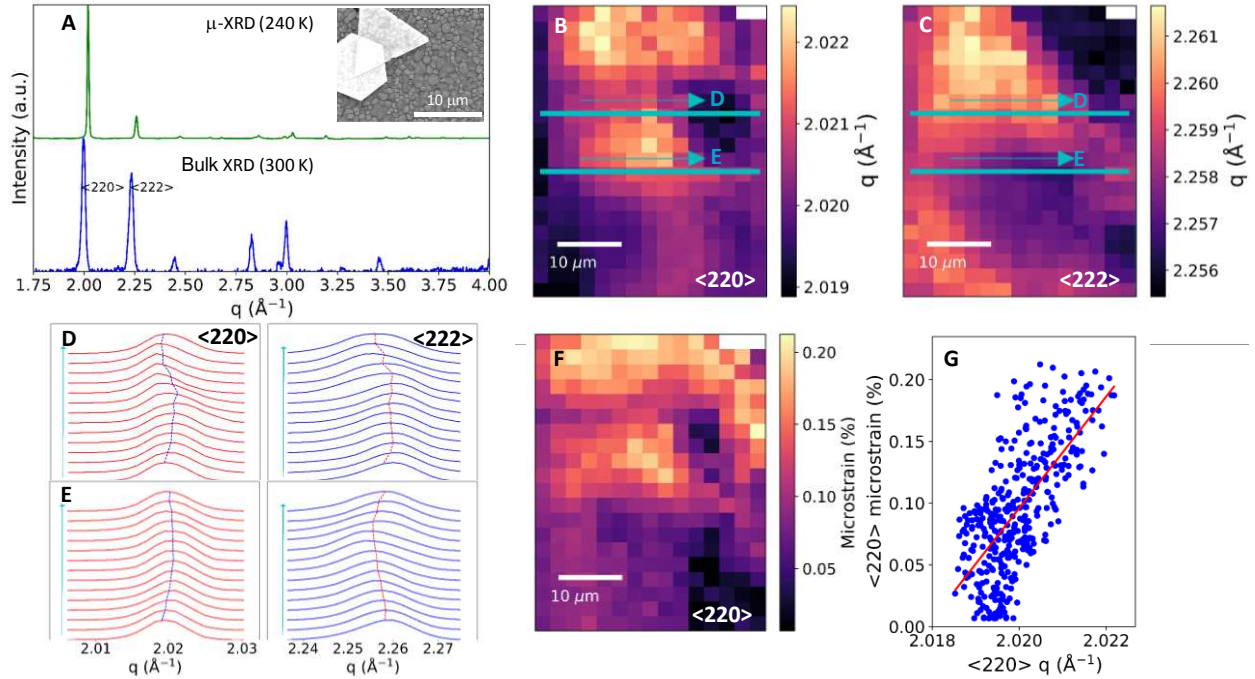 A
μ-XRD (240 K)
10 μm
Bulk XRD (300 K)
<220>
<222>
Intensity (a.u.)
1.75 2.00 2.25 2.50 2.75 3.00 3.25 3.50 3.75 4.00
q (Å⁻¹)
B
D
E
10 μm
<220>
2.022
2.021
2.020
2.019
q (Å⁻¹)
C
D
E
10 μm
<222>
2.261
2.260
2.259
2.258
2.257
2.256
q (Å⁻¹)
D
<220>
<222>
E
2.01 2.02 2.03
q (Å⁻¹)
2.24 2.25 2.26 2.27
q (Å⁻¹)
F
10 μm
<220>
0.20
0.15
0.10
0.05
Microstrain (%)
G
<220> microstrain (%)
0.20
0.15
0.10
0.05
0.00
2.018 2.020 2.022
<220> q (Å⁻¹)